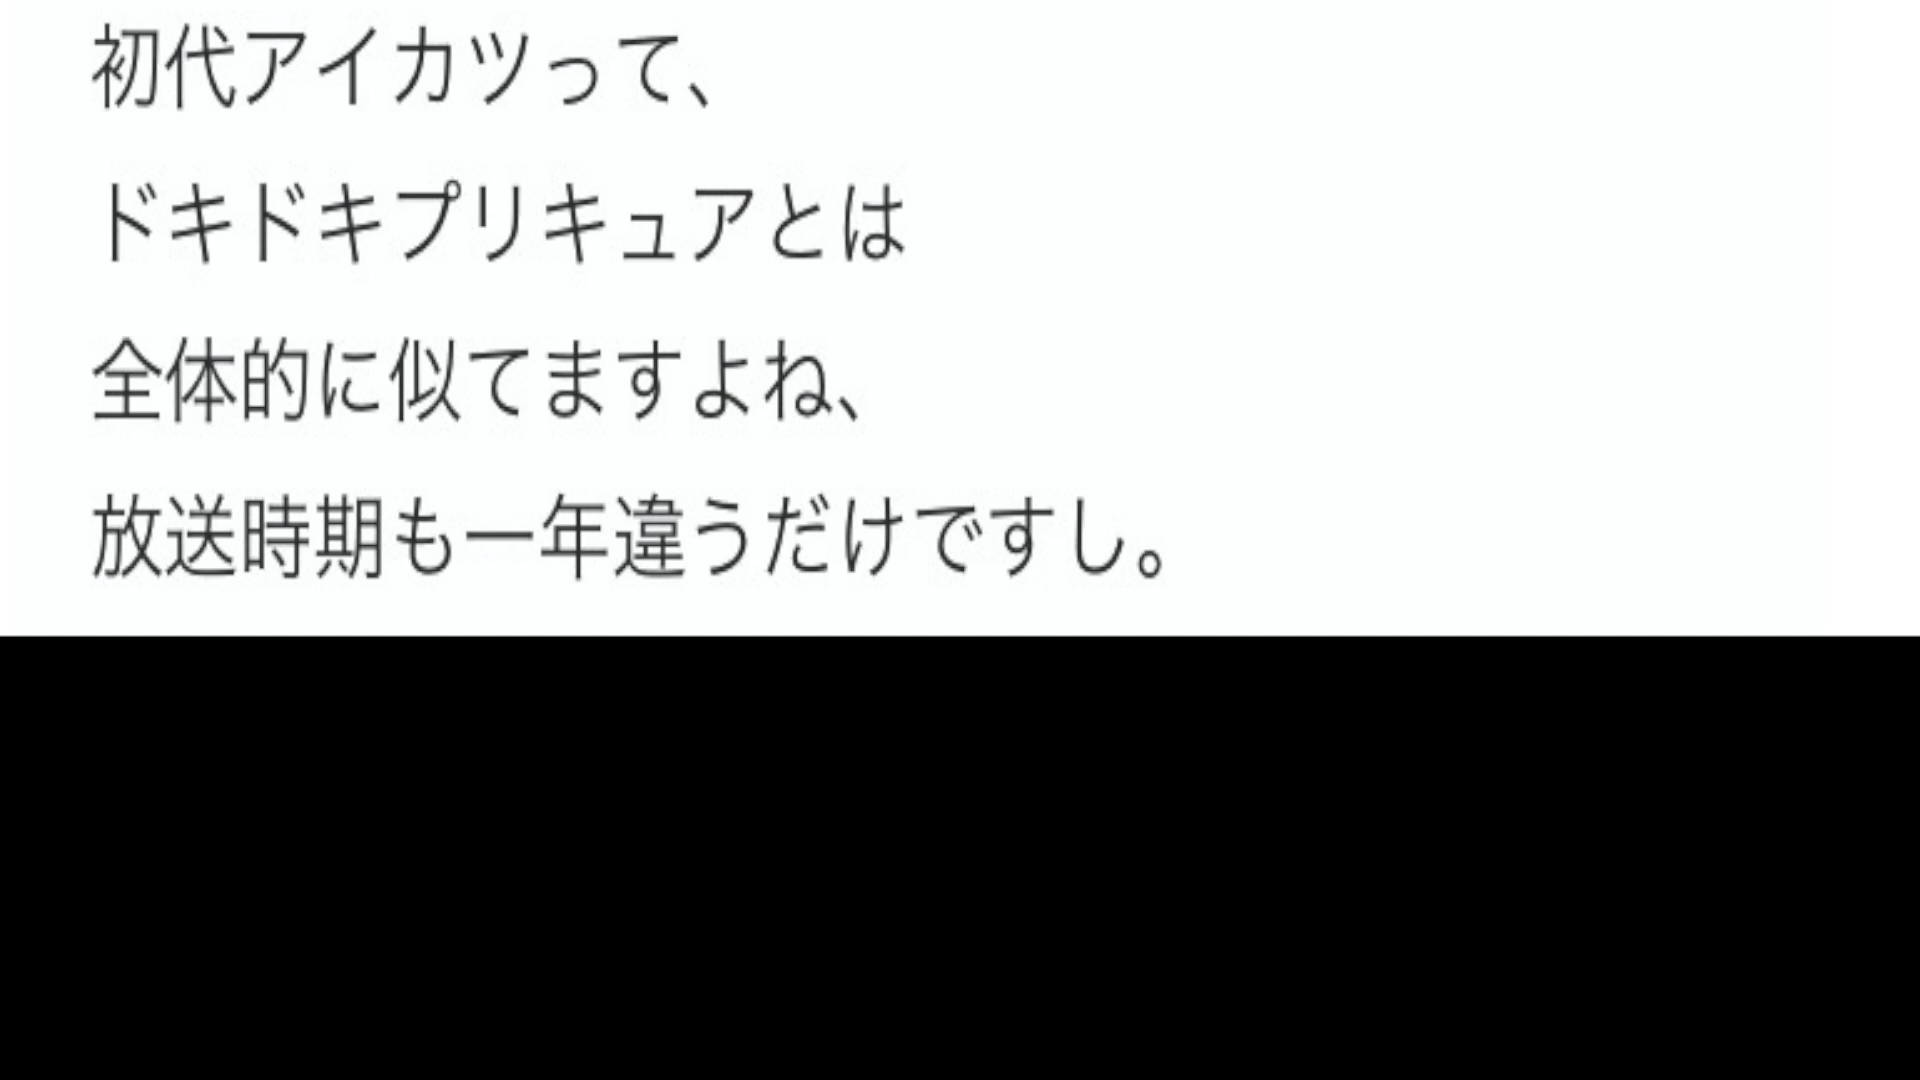 初代アイカツって、
ドキドキプリキュアとは
全体的に似てますよね、
放送時期も一年違うだけですし。